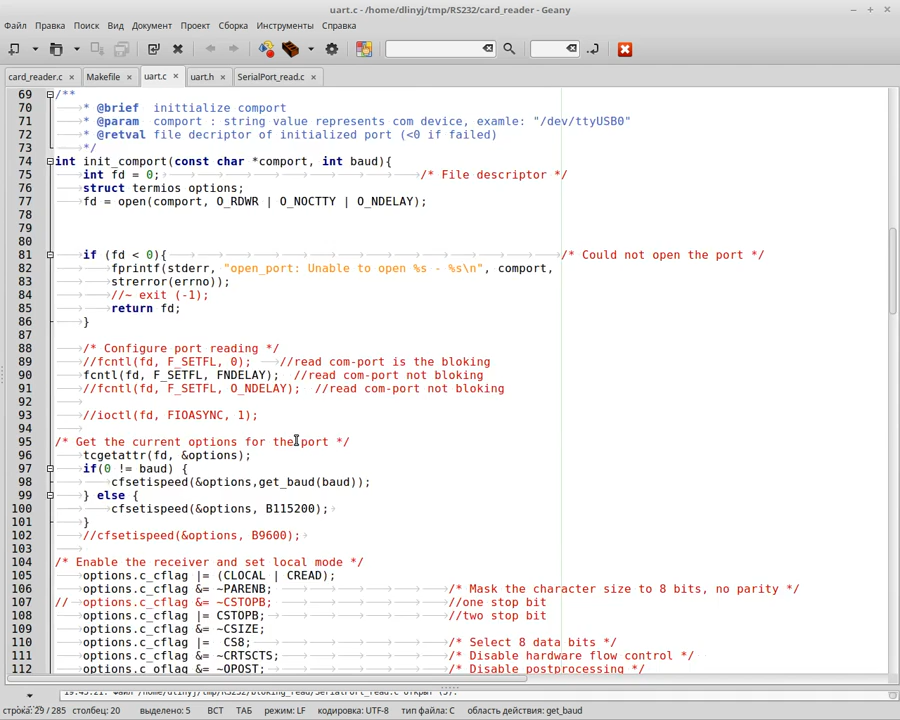 uart.c - /home/dlinyj/tmp/RS232/card_reader - Geany
Файл Правка Поиск Вид Документ Проект Сборка Инструменты Справка
card_reader.c Makefile uart.c uart.h SerialPort_read.c
69 /**
70 * @brief inittialize comport
71 * @param comport : string value represents com device, examle: "/dev/ttyUSB0"
72 * @retval file decriptor of initialized port (<0 if failed)
73 */
74 int init_comport(const char *comport, int baud){
75 int fd = 0; /* File descriptor */
76 struct termios options;
77 fd = open(comport, O_RDWR | O_NOCTTY | O_NDELAY);
78
79
80
81 if (fd < 0){ /* Could not open the port */
82 fprintf(stderr, "open_port: Unable to open %s - %s\n", comport,
83 strerror(errno));
84 //~ exit (-1);
85 return fd;
86 }
87
88 /* Configure port reading */
89 //fcntl(fd, F_SETFL, 0); //read com-port is the bloking
90 fcntl(fd, F_SETFL, FNDELAY); //read com-port not bloking
91 //fcntl(fd, F_SETFL, O_NDELAY); //read com-port not bloking
92
93 //ioctl(fd, FIOASYNC, 1);
94
95 /* Get the current options for the port */
96 tcgetattr(fd, &options);
97 if(0 != baud) {
98 cfsetispeed(&options,get_baud(baud));
99 } else {
100 cfsetispeed(&options, B115200);
101 }
102 //cfsetispeed(&options, B9600);
103
104 /* Enable the receiver and set local mode */
105 options.c_cflag |= (CLOCAL | CREAD);
106 options.c_cflag &= ~PARENB; /* Mask the character size to 8 bits, no parity */
107 // options.c_cflag &= ~CSTOPB; //one stop bit
108 options.c_cflag |= CSTOPB; //two stop bit
109 options.c_cflag &= ~CSIZE;
110 options.c_cflag |= CS8; /* Select 8 data bits */
111 options.c_cflag &= ~CRTSCTS; /* Disable hardware flow control */
112 options.c_oflag &= ~OPOST; /* Disable postprocessing */
строка: 29 / 285 столбец: 20 выделено: 5 ВСТ ТАБ режим: LF кодировка: UTF-8 тип файла: C область действия: get_baud